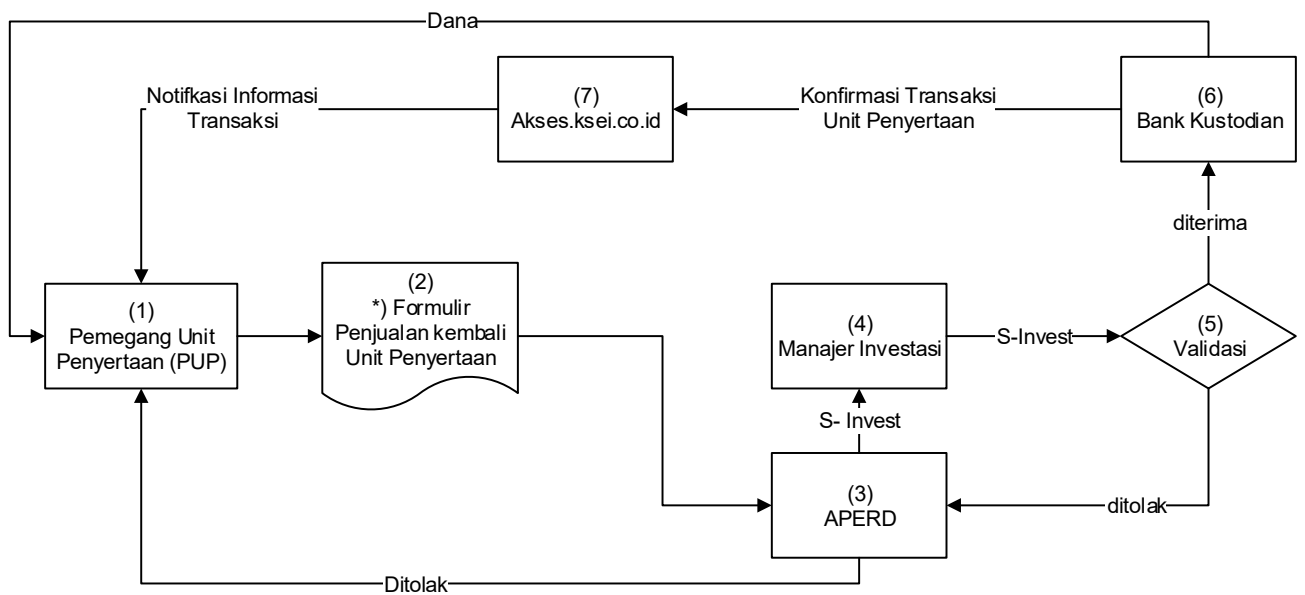 Dana
Notifkasi Informasi
Transaksi
(7)
Akses.ksei.co.id
Konfirmasi Transaksi
Unit Penyertaan
(6)
Bank Kustodian
diterima
(1)
Pemegang Unit
Penyertaan (PUP)
(2)
*) Formulir
Penjualan kembali
Unit Penyertaan
(4)
Manajer Investasi
S-Invest
(5)
Validasi
S- Invest
(3)
APERD
ditolak
Ditolak